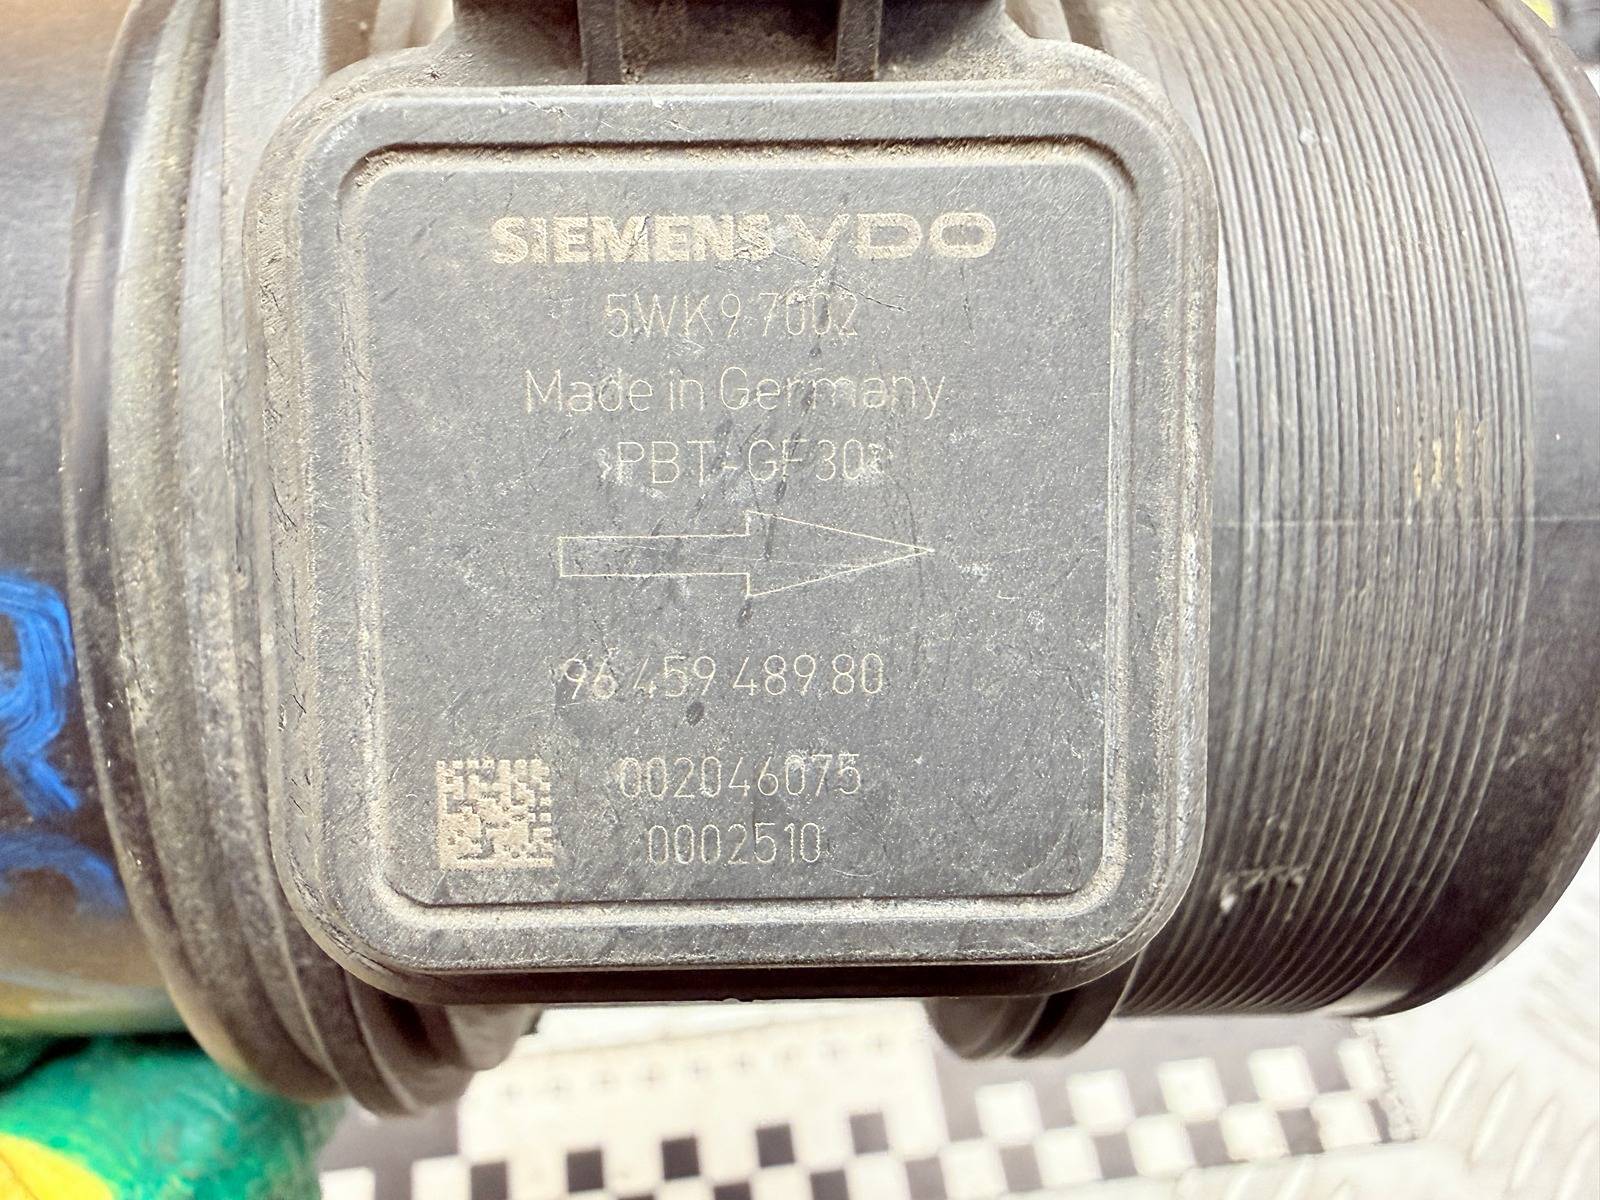 SIEMENS VDO
5WK9 7002
Made in Germany
>PBT-GF30<
96 459 489 80
002046075
0002510